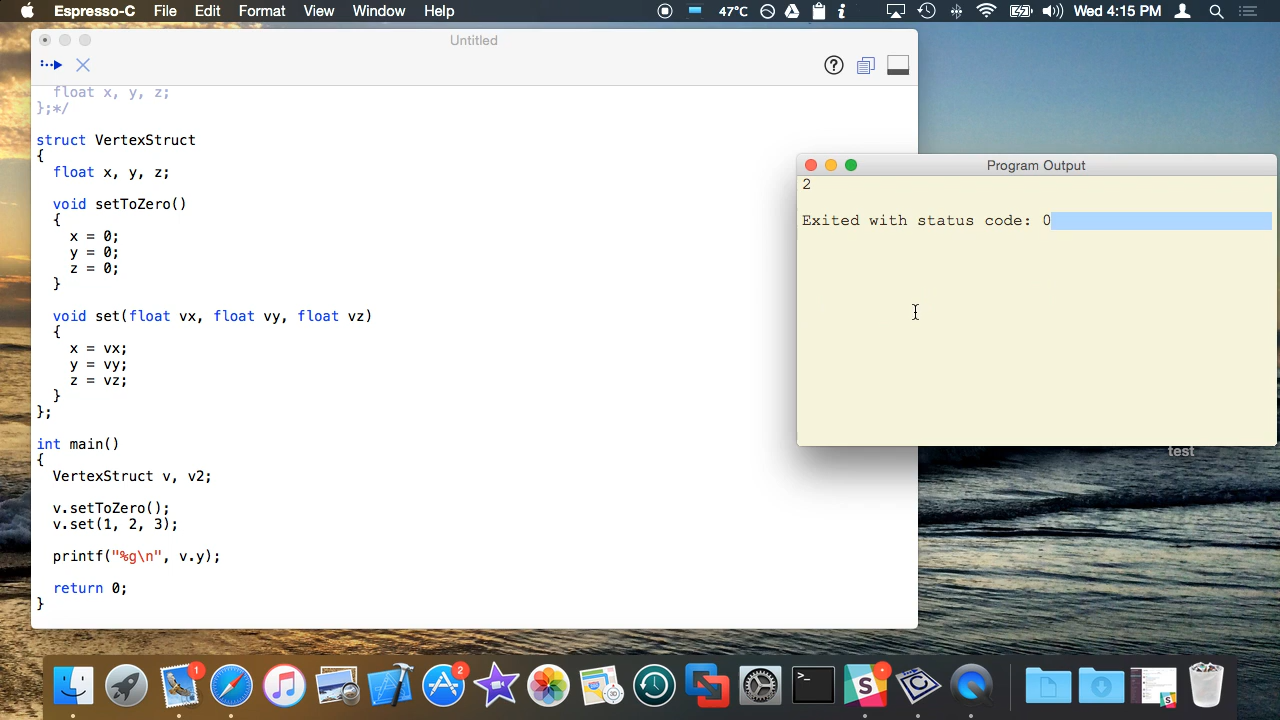 Espresso-C File Edit Format View Window Help 47°C Wed 4:15 PM
Untitled
float x, y, z;
};*/
struct VertexStruct
{
float x, y, z;
void setToZero()
{
x = 0;
y = 0;
z = 0;
}
void set(float vx, float vy, float vz)
{
x = vx;
y = vy;
z = vz;
}
};
int main()
{
VertexStruct v, v2;
v.setToZero();
v.set(1, 2, 3);
printf("%g\n", v.y);
return 0;
}
Program Output
2
Exited with status code: 0
test
1
2